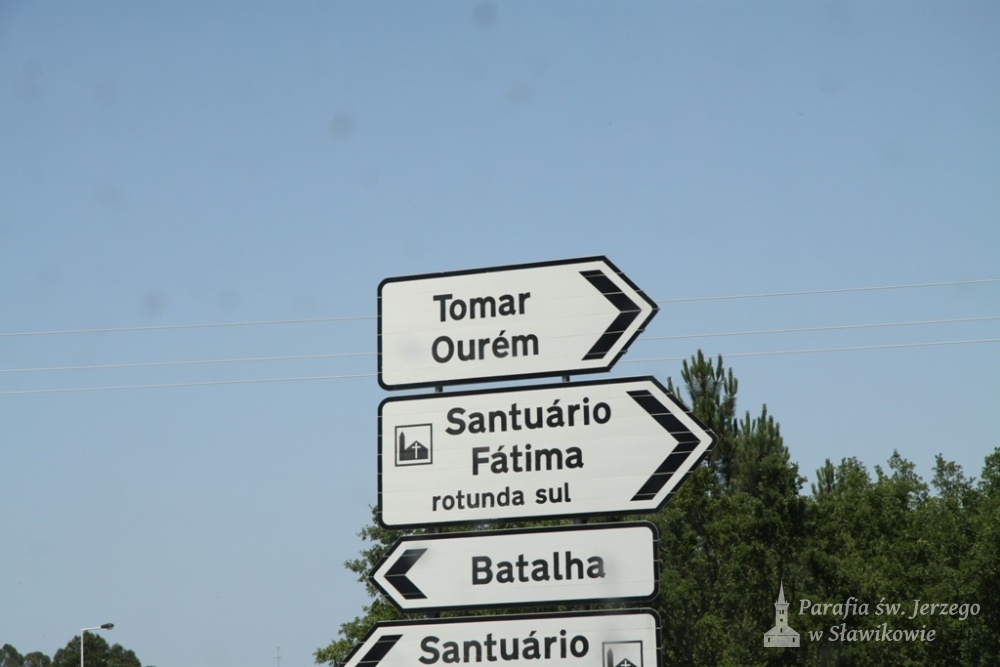 Tomar
Ourém
Santuário
Fátima
rotunda sul
Batalha
Santuário
Parafia św. Jerzego
w Sławikowie